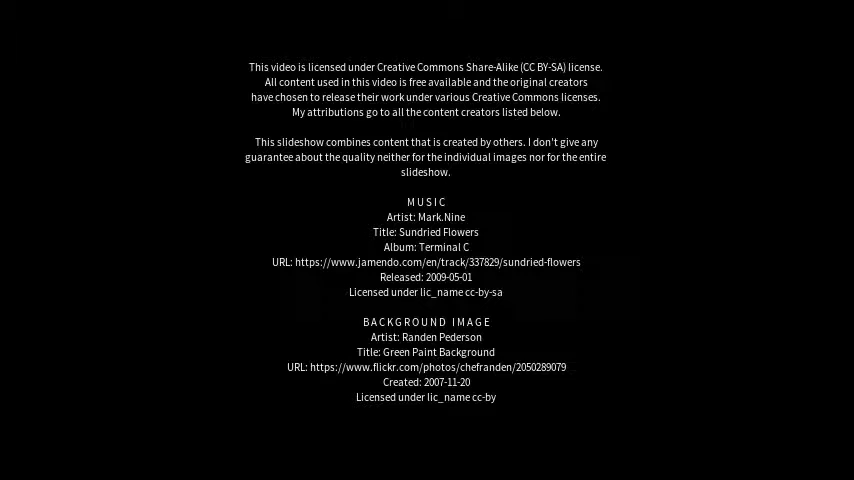 This video is licensed under Creative Commons Share-Alike (CC BY-SA) license.
All content used in this video is free available and the original creators
have chosen to release their work under various Creative Commons licenses.
My attributions go to all the content creators listed below.
This slideshow combines content that is created by others. I don't give any
guarantee about the quality neither for the individual images nor for the entire
slideshow.
MUSIC
Artist: Mark.Nine
Title: Sundried Flowers
Album: Terminal C
URL: https://www.jamendo.com/en/track/337829/sundried-flowers
Released: 2009-05-01
Licensed under lic_name cc-by-sa
BACKGROUND IMAGE
Artist: Randen Pederson
Title: Green Paint Background
URL: https://www.flickr.com/photos/chefranden/2050289079
Created: 2007-11-20
Licensed under lic_name cc-by